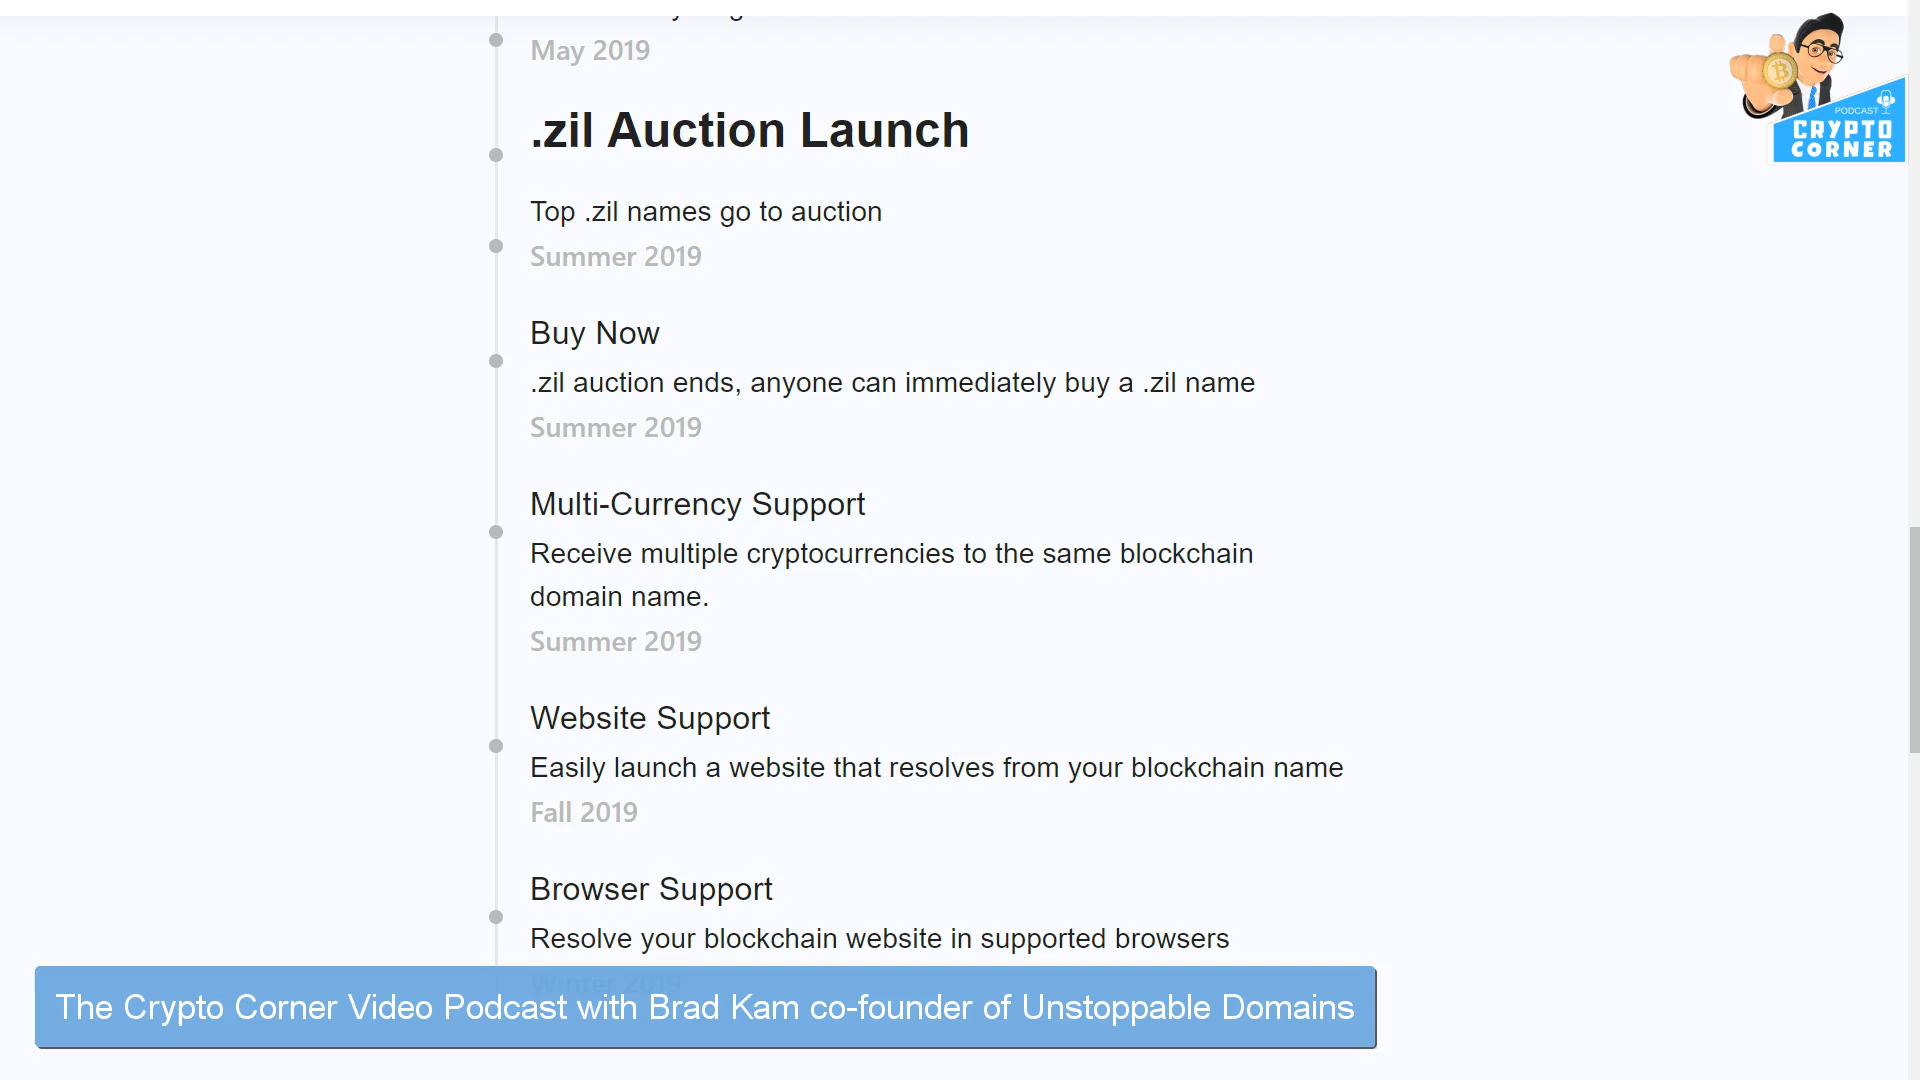 May 2019
.zil Auction Launch
Top .zil names go to auction
Summer 2019
Buy Now
.zil auction ends, anyone can immediately buy a .zil name
Summer 2019
Multi-Currency Support
Receive multiple cryptocurrencies to the same blockchain
domain name.
Summer 2019
Website Support
Easily launch a website that resolves from your blockchain name
Fall 2019
Browser Support
Resolve your blockchain website in supported browsers
Winter 2019
The Crypto Corner Video Podcast with Brad Kam co-founder of Unstoppable Domains
PODCAST
CRYPTO
CORNER